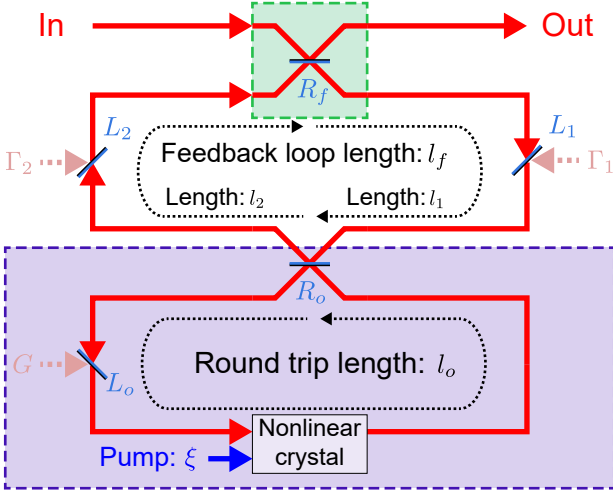 In
Out
R_f
L_2
L_1
Γ_2
Feedback loop length: l_f
Γ_1
Length: l_2
Length: l_1
R_o
G
L_o
Round trip length: l_o
Nonlinear
crystal
Pump: ξ